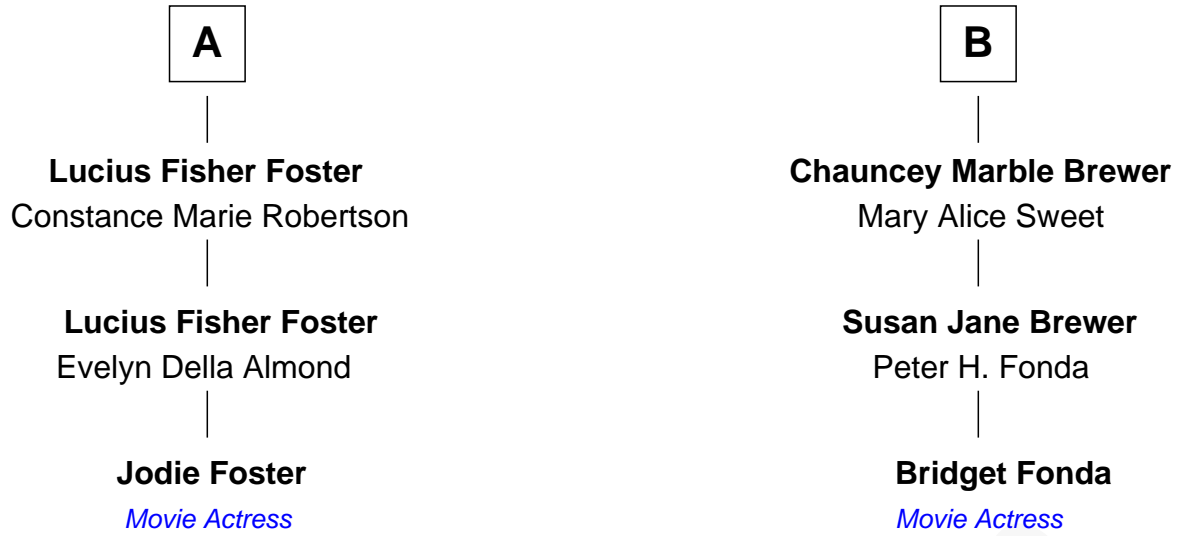 A
Lucius Fisher Foster
Constance Marie Robertson
Lucius Fisher Foster
Evelyn Della Almond
Jodie Foster
Movie Actress
B
Chauncey Marble Brewer
Mary Alice Sweet
Susan Jane Brewer
Peter H. Fonda
Bridget Fonda
Movie Actress